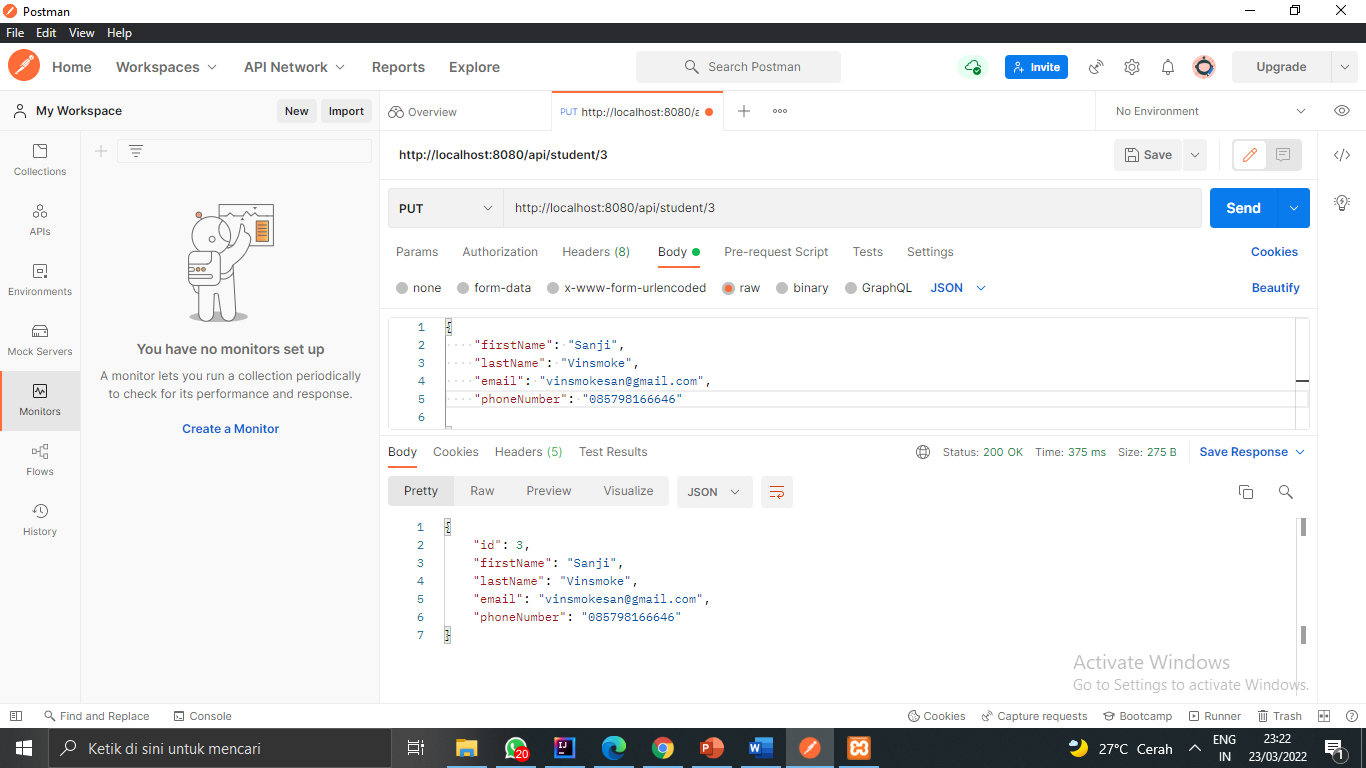 Postman
File Edit View Help
Home Workspaces API Network Reports Explore Search Postman Invite Upgrade
My Workspace New Import Overview PUT http://localhost:8080/a No Environment
http://localhost:8080/api/student/3 Save
PUT http://localhost:8080/api/student/3 Send
Params Authorization Headers (8) Body Pre-request Script Tests Settings Cookies
none form-data x-www-form-urlencoded raw binary GraphQL JSON Beautify
1 {
2 "firstName": "Sanji",
3 "lastName": "Vinsmoke",
4 "email": "vinsmokesan@gmail.com",
5 "phoneNumber": "085798166646"
6
Collections
APIs
Environments
Mock Servers
Monitors
Flows
History
You have no monitors set up
A monitor lets you run a collection periodically
to check for its performance and response.
Create a Monitor
Body Cookies Headers (5) Test Results Status: 200 OK Time: 375 ms Size: 275 B Save Response
Pretty Raw Preview Visualize JSON
1 {
2 "id": 3,
3 "firstName": "Sanji",
4 "lastName": "Vinsmoke",
5 "email": "vinsmokesan@gmail.com",
6 "phoneNumber": "085798166646"
7 }
Activate Windows
Go to Settings to activate Windows.
Find and Replace Console Cookies Capture requests Bootcamp Runner Trash
Ketik di sini untuk mencari 20 27°C Cerah ENG 23:22
IN 23/03/2022 1